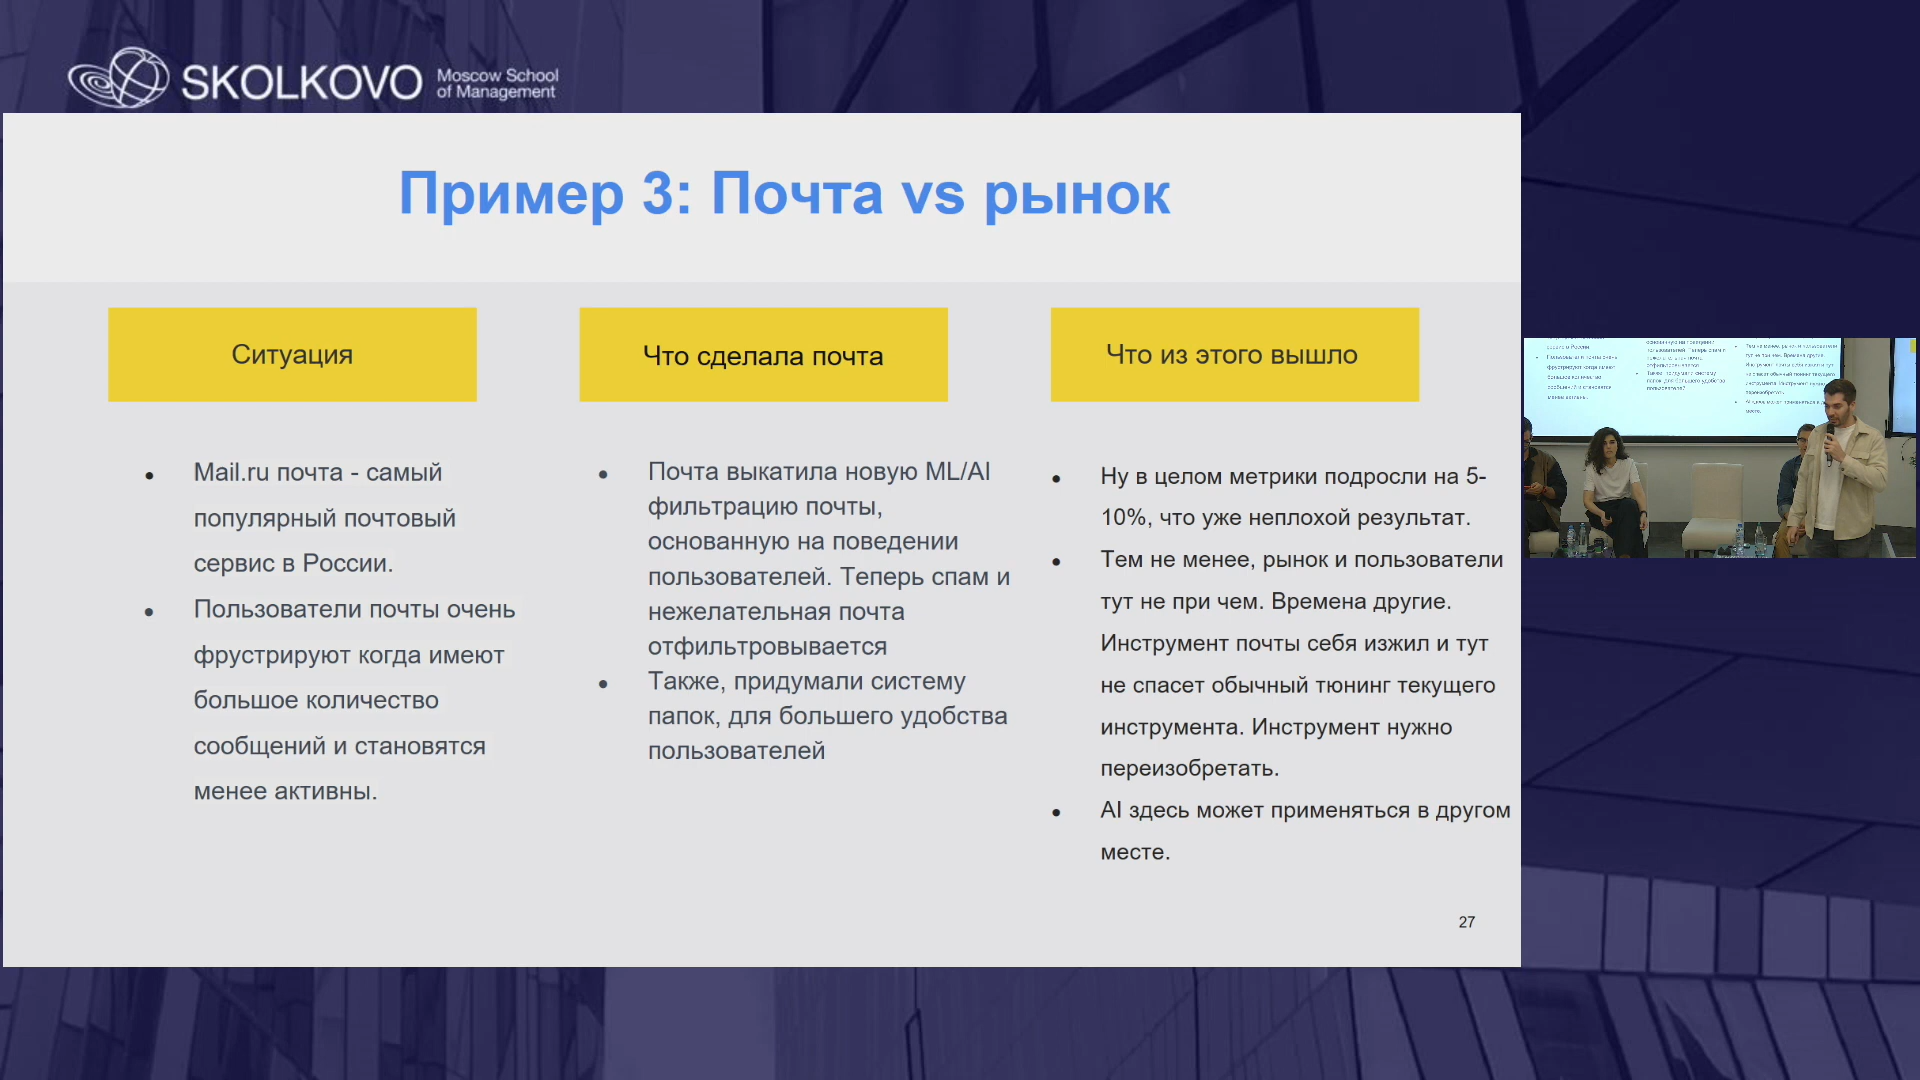 SKOLKOVO
Moscow School
of Management
Пример 3: Почта vs рынок
Ситуация
Mail.ru почта - самый
популярный почтовый
сервис в России.
Пользователи почты очень
фрустрируют когда имеют
большое количество
сообщений и становятся
менее активны.
Что сделала почта
Почта выкатила новую ML/AI
фильтрацию почты,
основанную на поведении
пользователей. Теперь спам и
нежелательная почта
отфильтровывается
Также, придумали систему
папок, для большего удобства
пользователей
Что из этого вышло
Ну в целом метрики подросли на 5-
10%, что уже неплохой результат.
Тем не менее, рынок и пользователи
тут не при чем. Времена другие.
Инструмент почты себя изжил и тут
не спасет обычный тюнинг текущего
инструмента. Инструмент нужно
переизобретать.
AI здесь может применяться в другом
месте.
27